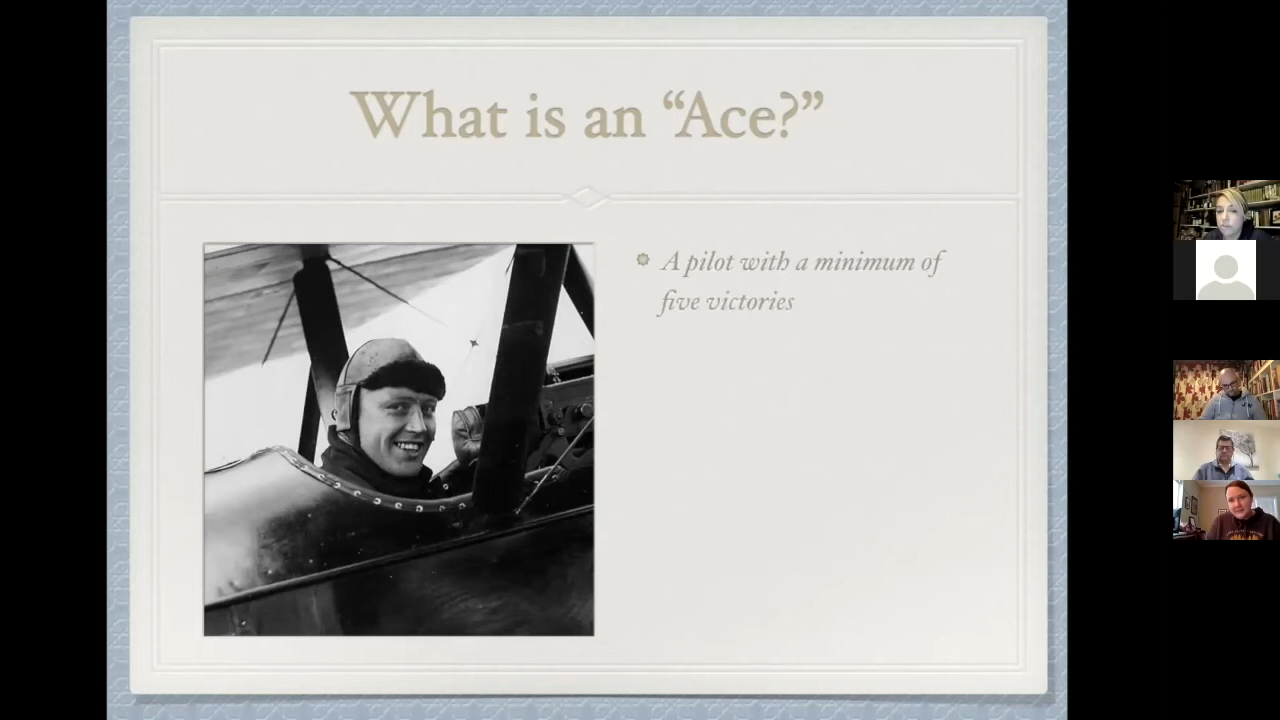 What is an “Ace?”
A pilot with a minimum of
five victories